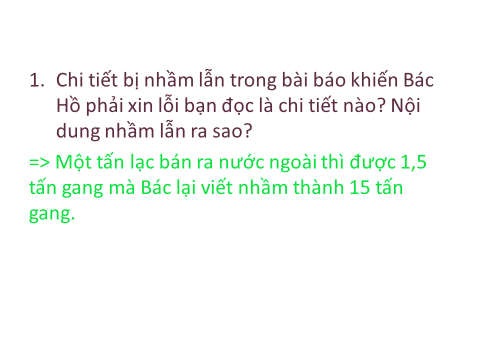 1. Chi tiết bị nhầm lẫn trong bài báo khiến Bác
Hồ phải xin lỗi bạn đọc là chi tiết nào? Nội
dung nhầm lẫn ra sao?
=> Một tấn lạc bán ra nước ngoài thì được 1,5
tấn gang mà Bác lại viết nhầm thành 15 tấn
gang.